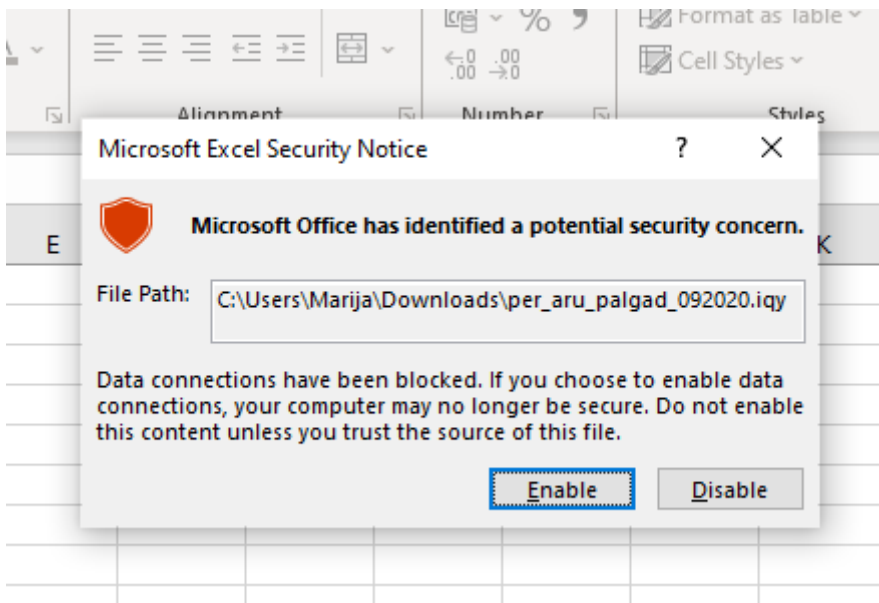 Format as Table
Cell Styles
Alignment
Number
Styles
Microsoft Excel Security Notice
?
Microsoft Office has identified a potential security concern.
E
K
File Path:
C:\Users\Marija\Downloads\per_aru_palgad_092020.iqy
Data connections have been blocked. If you choose to enable data
connections, your computer may no longer be secure. Do not enable
this content unless you trust the source of this file.
Enable
Disable